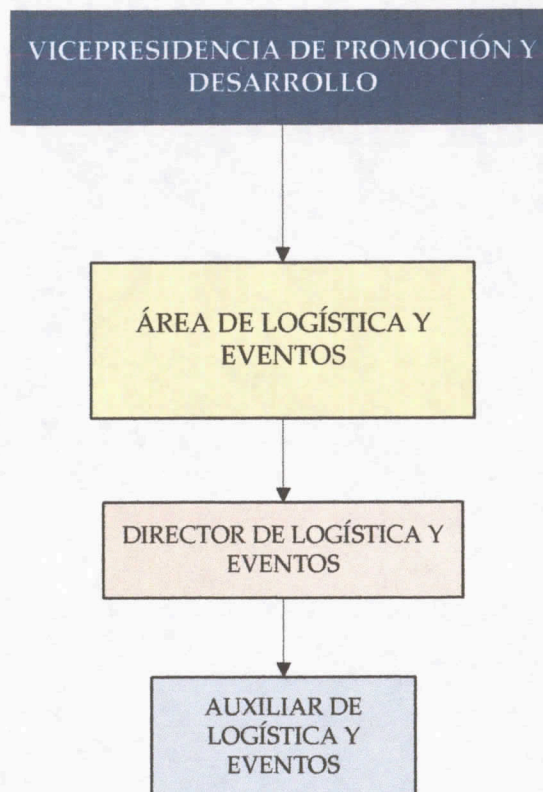 VICEPRESIDENCIA DE PROMOCIÓN Y
DESARROLLO
ÁREA DE LOGÍSTICA Y
EVENTOS
DIRECTOR DE LOGÍSTICA Y
EVENTOS
AUXILIAR DE
LOGÍSTICA Y
EVENTOS